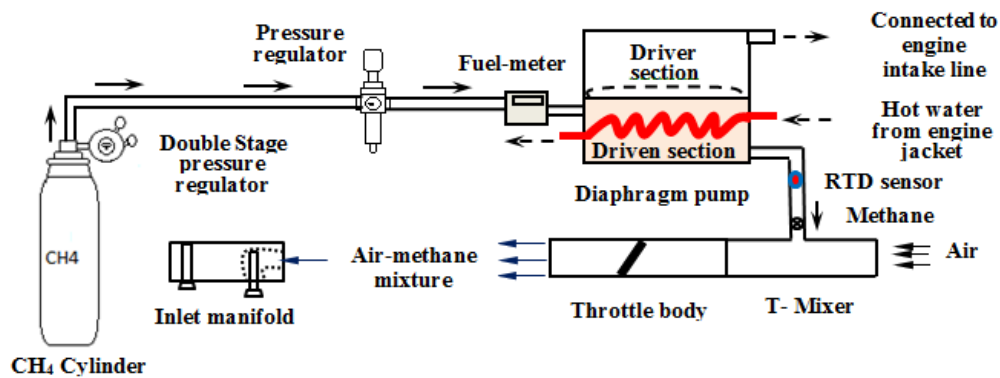 Pressure
regulator
Fuel-meter
Driver
section
Connected to
engine
intake line
Double Stage
pressure
regulator
Driven section
Hot water
from engine
jacket
Diaphragm pump
RTD sensor
Methane
CH4
Air-methane
mixture
Air
Inlet manifold
Throttle body
T- Mixer
CH₄ Cylinder